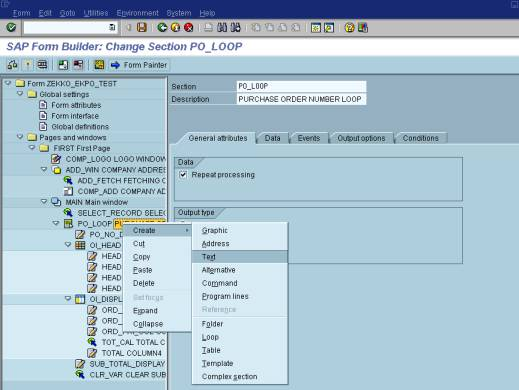 Form Edit Goto Utilities Environment System Help
SAP Form Builder: Change Section PO_LOOP
Form Painter
Form ZEKKO_EKPO_TEST
Global settings
Form attributes
Form interface
Global definitions
Pages and windows
FIRST First Page
COMP_LOGO LOGO WINDOW
ADD_WIN COMPANY ADDRES
ADD_FETCH FETCHING
COMP_ADD COMPANY AD
MAIN Main window
SELECT_RECORD SELE
PO_LOOP
PO_NO_D
OI_HEAD
HEAD
HEAD
HEAD
HEAD
OI_DISPL
ORD_
ORD_
TOT_CAL TOTAL C
TOTAL COLUMN4
SUB_TOTAL_DISPLAY
CLR_VAR CLEAR SUB
Create
Cut
Copy
Paste
Delete
Set focus
Expand
Collapse
Graphic
Address
Text
Alternative
Command
Program lines
Reference
Folder
Loop
Table
Template
Complex section
Section PO_LOOP
Description PURCHASE ORDER NUMBER LOOP
General attributes Data Events Output options Conditions
Data
Repeat processing
Output type